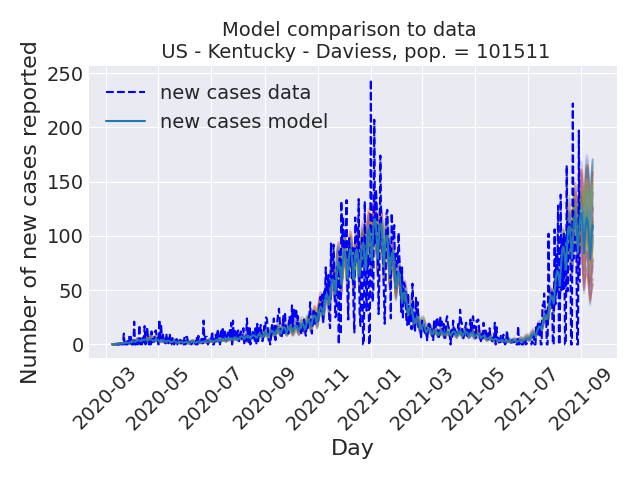 Model comparison to data
US - Kentucky - Daviess, pop. = 101511
Number of new cases reported
250
200
150
100
50
0
new cases data
new cases model
2020-03
2020-05
2020-07
2020-09
2020-11
2021-01
2021-03
2021-05
2021-07
2021-09
Day